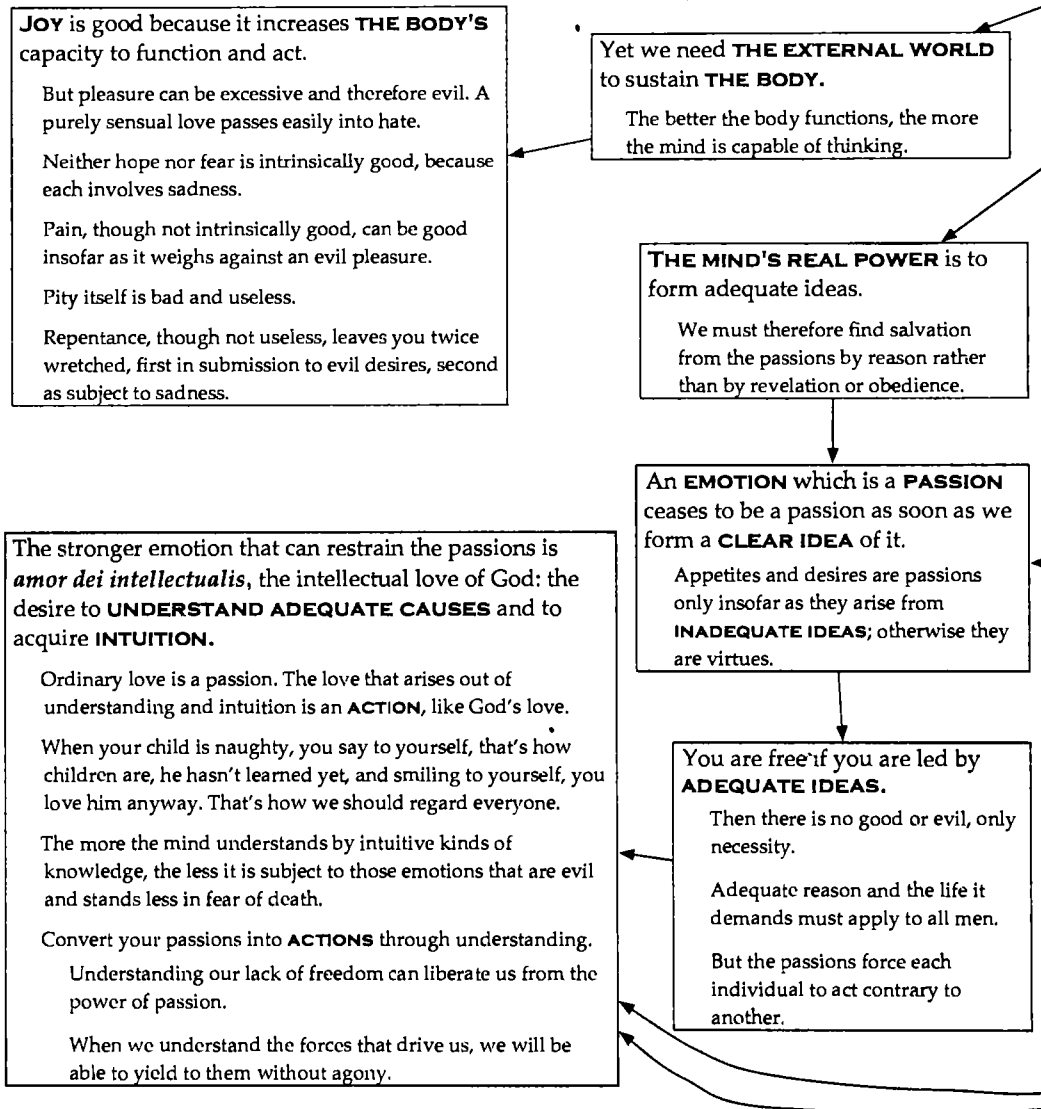 JOY is good because it increases THE BODY'S
capacity to function and act.
But pleasure can be excessive and therefore evil. A
purely sensual love passes easily into hate.
Neither hope nor fear is intrinsically good, because
each involves sadness.
Pain, though not intrinsically good, can be good
insofar as it weighs against an evil pleasure.
Pity itself is bad and useless.
Repentance, though not useless, leaves you twice
wretched, first in submission to evil desires, second
as subject to sadness.
Yet we need THE EXTERNAL WORLD
to sustain THE BODY.
The better the body functions, the more
the mind is capable of thinking.
THE MIND'S REAL POWER is to
form adequate ideas.
We must therefore find salvation
from the passions by reason rather
than by revelation or obedience.
An EMOTION which is a PASSION
ceases to be a passion as soon as we
form a CLEAR IDEA of it.
Appetites and desires are passions
only insofar as they arise from
INADEQUATE IDEAS; otherwise they
are virtues.
The stronger emotion that can restrain the passions is
amor dei intellectualis, the intellectual love of God: the
desire to UNDERSTAND ADEQUATE CAUSES and to
acquire INTUITION.
Ordinary love is a passion. The love that arises out of
understanding and intuition is an ACTION, like God's love.
When your child is naughty, you say to yourself, that's how
children are, he hasn't learned yet, and smiling to yourself, you
love him anyway. That's how we should regard everyone.
The more the mind understands by intuitive kinds of
knowledge, the less it is subject to those emotions that are evil
and stands less in fear of death.
Convert your passions into ACTIONS through understanding.
Understanding our lack of freedom can liberate us from the
power of passion.
When we understand the forces that drive us, we will be
able to yield to them without agony.
You are free if you are led by
ADEQUATE IDEAS.
Then there is no good or evil, only
necessity.
Adequate reason and the life it
demands must apply to all men.
But the passions force each
individual to act contrary to
another.